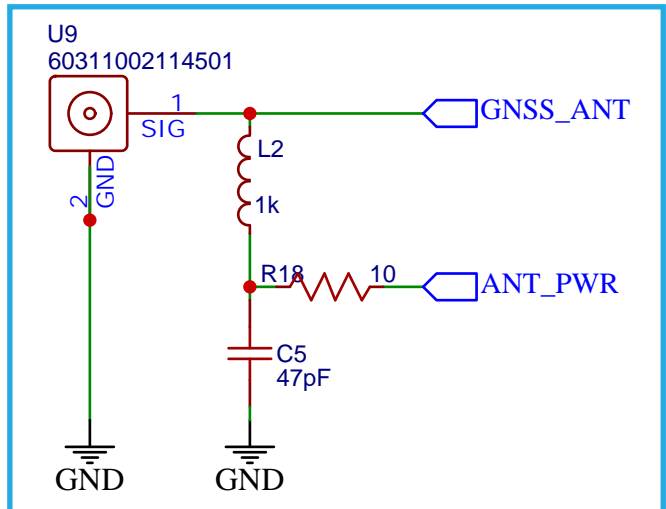 U9
60311002114501
1
SIG
GNSS_ANT
2
GND
L2
1k
R18
10
ANT_PWR
C5
47pF
GND
GND